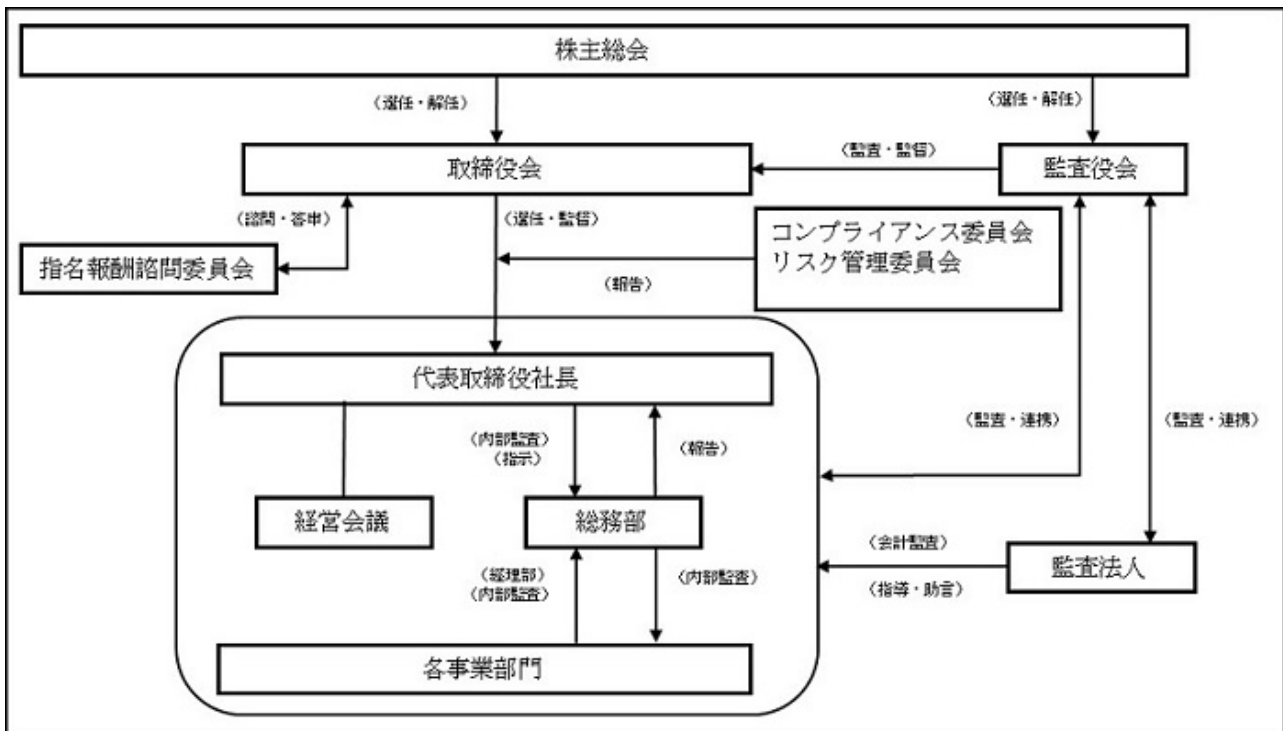 株主総会
〈選任・解任〉
〈選任・解任〉
取締役会
〈監査・監督〉
監査役会
〈諮問・答申〉
〈選任・監督〉
コンプライアンス委員会
リスク管理委員会
指名報酬諮問委員会
〈報告〉
代表取締役社長
〈内部監査〉
〈指示〉
〈報告〉
〈監査・連携〉
〈監査・連携〉
経営会議
総務部
〈会計監査〉
監査法人
〈指導・助言〉
〈経理部〉
〈内部監査〉
〈内部監査〉
各事業部門